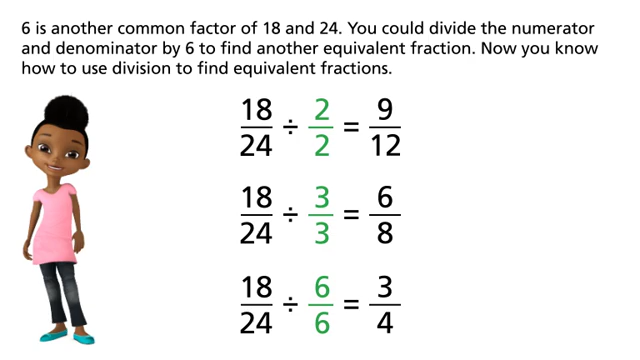 6 is another common factor of 18 and 24. You could divide the numerator
and denominator by 6 to find another equivalent fraction. Now you know
how to use division to find equivalent fractions.
18/24 ÷ 2/2 = 9/12
18/24 ÷ 3/3 = 6/8
18/24 ÷ 6/6 = 3/4